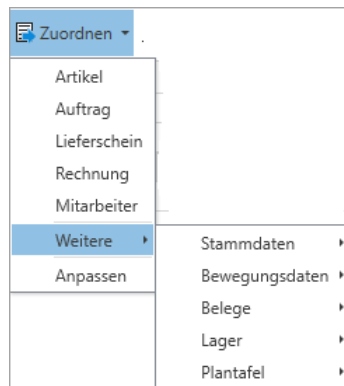 Zuordnen
Artikel
Auftrag
Lieferschein
Rechnung
Mitarbeiter
Weitere
Anpassen
Stammdaten
Bewegungsdaten
Belege
Lager
Plantafel